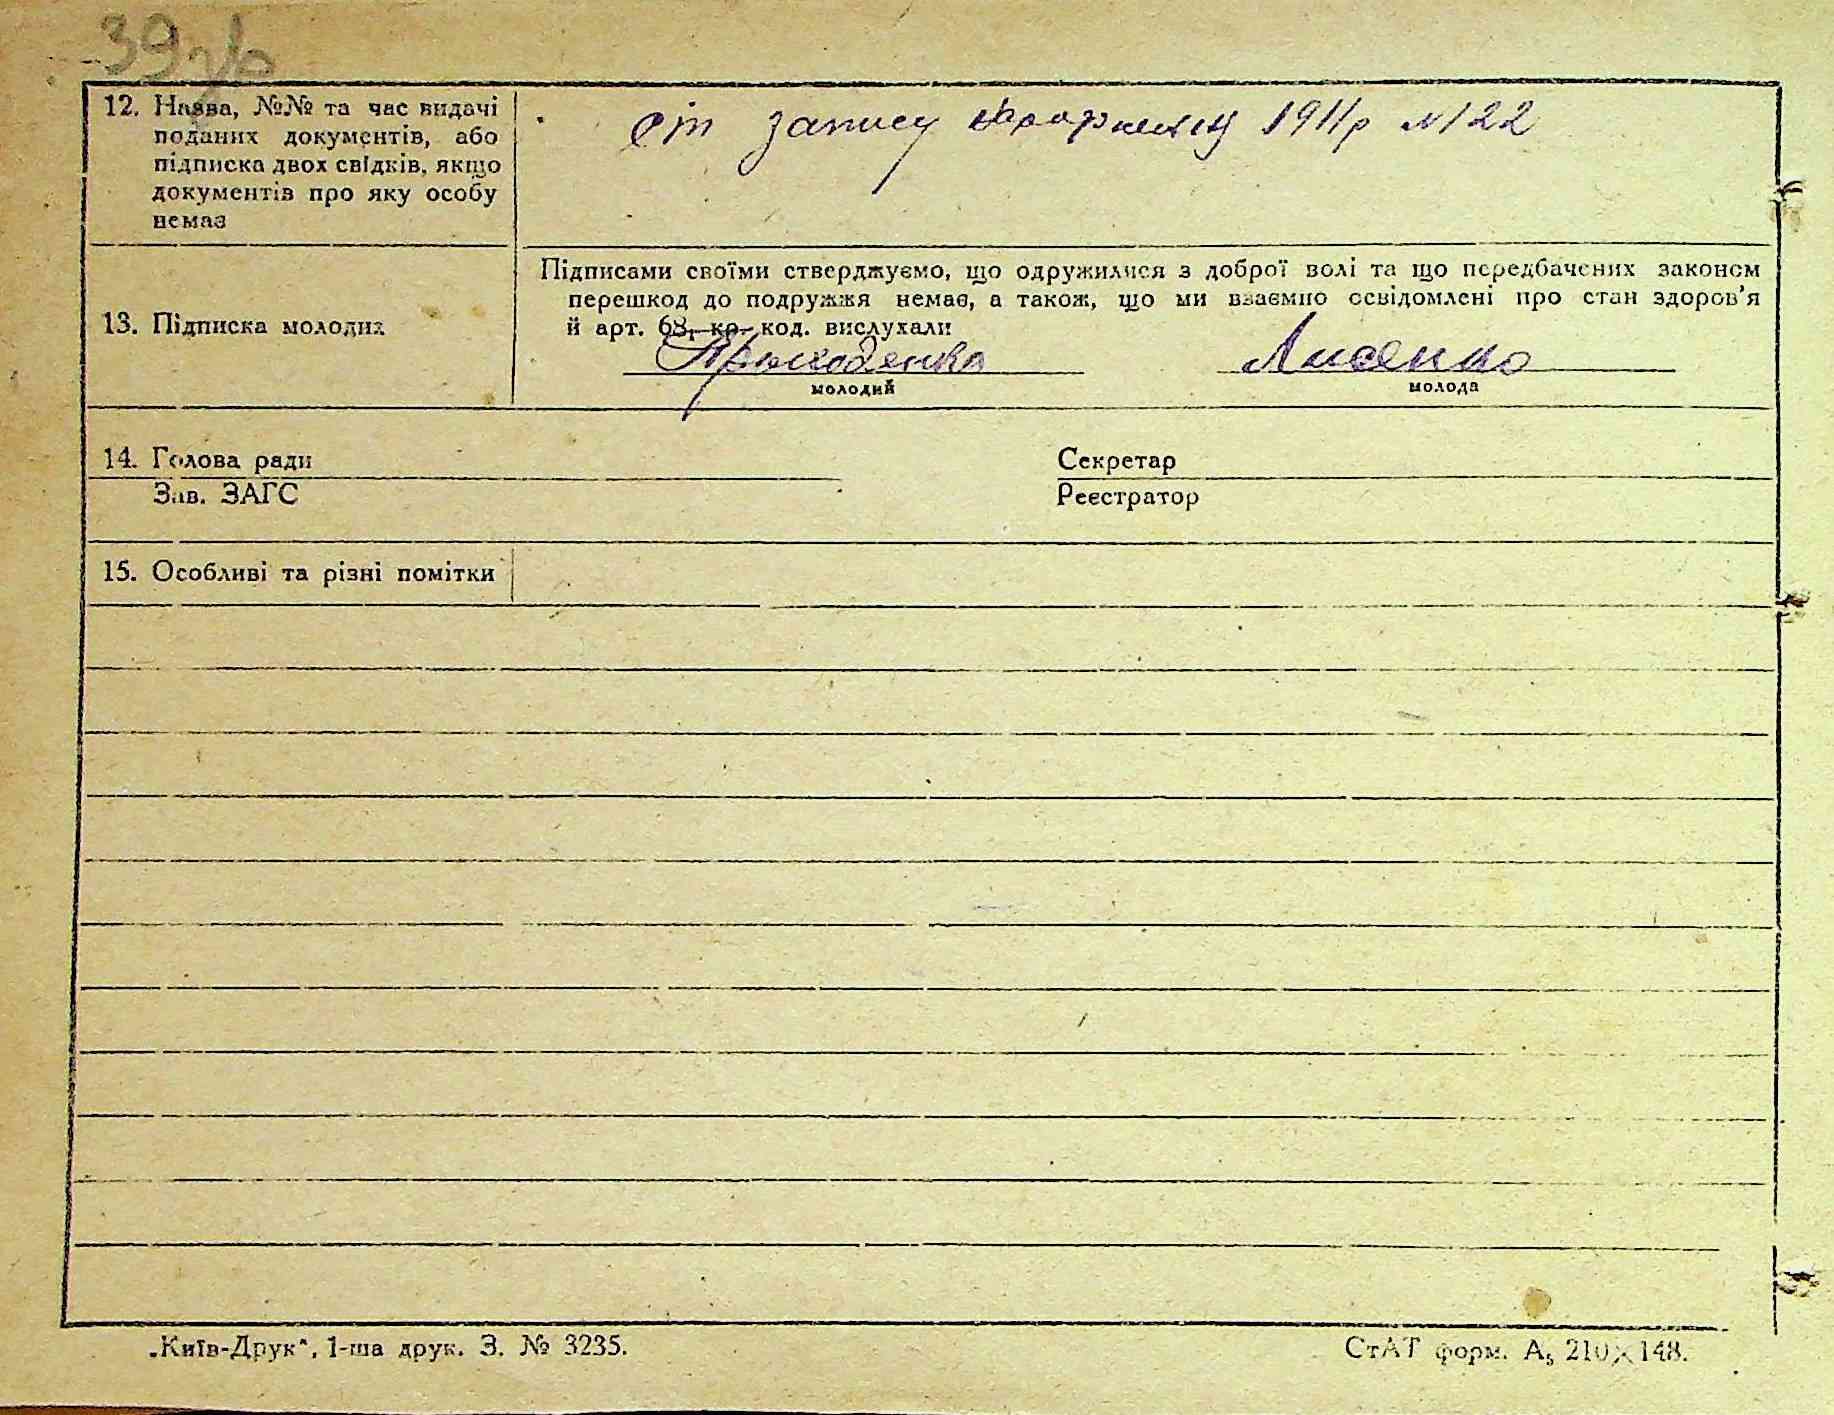 39
12. Назва, №№ та час видачі
поданих документів, або
підписка двох свідків, якщо
документів про яку особу
немає
запису 1911р №122
13. Підписка молодих
Підписами своїми стверджуємо, що одружилися з доброї волі та що передбачених законом
перешкод до подружжя немає, а також, що ми взаємно освідомлені про стан здоров'я
й арт. 68, кр. код. вислухали
Лисенко
молодий
молода
14. Голова ради
Секретар
Зав. ЗАГС
Реєстратор
15. Особливі та різні помітки
„Київ-Друк", 1-ша друк. З. № 3235.
СтАТ форм. А₅ 210×148.